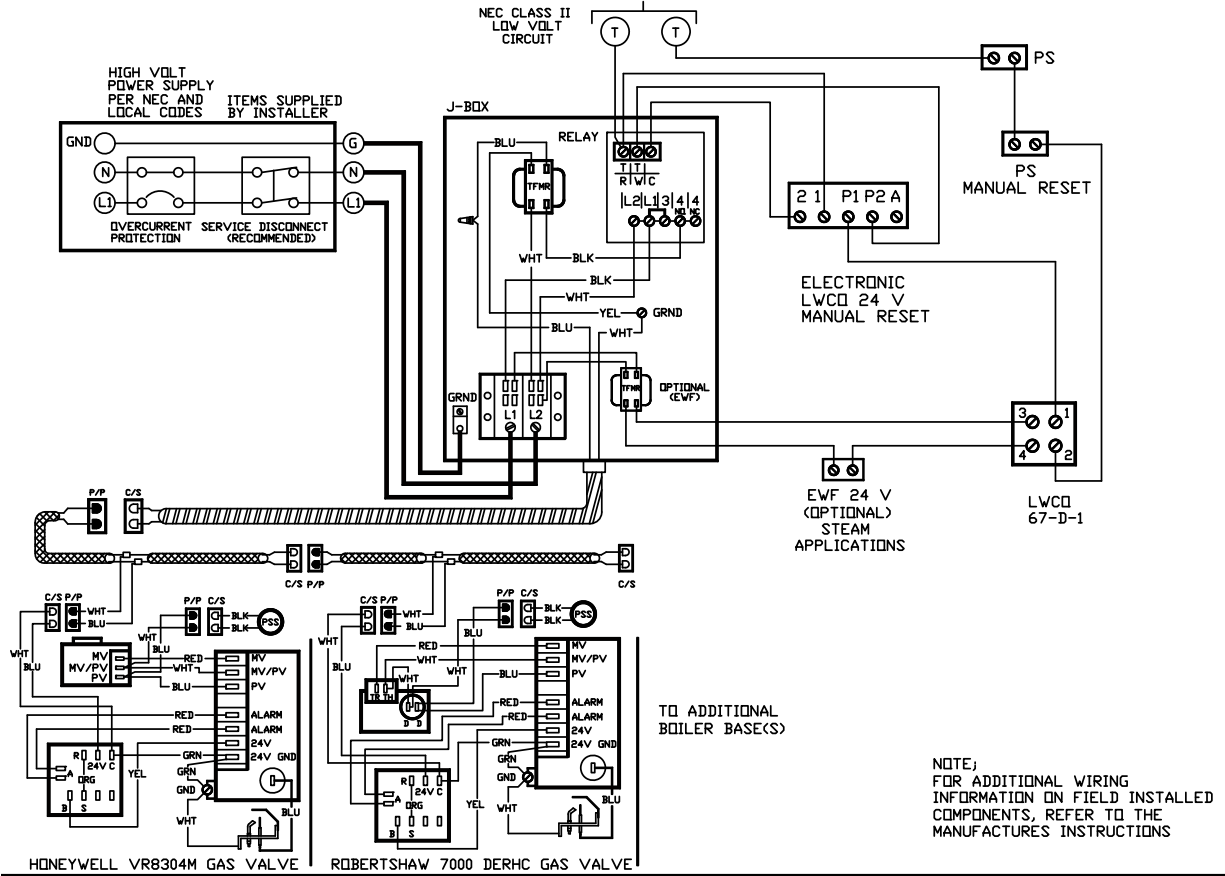 NEC CLASS II
LOW VOLT
CIRCUIT
T
T
PS
HIGH VOLT
POWER SUPPLY
PER NEC AND
LOCAL CODES
ITEMS SUPPLIED
BY INSTALLER
GND
G
N
N
L1
L1
OVERCURRENT
PROTECTION
SERVICE DISCONNECT
(RECOMMENDED)
J-BOX
BLU
RELAY
T T
R W C
TFMR
L2 L1 3 4 4
NO NC
WHT
BLK
BLK
WHT
YEL
GRND
BLU
WHT
PS
MANUAL RESET
2 1 P1 P2 A
ELECTRONIC
LWCO 24 V
MANUAL RESET
GRND
L1 L2
TFMR
OPTIONAL
(EWF)
3 1
4 2
LWCO
67-D-1
EWF 24 V
(OPTIONAL)
STEAM
APPLICATIONS
P/P C/S
C/S P/P
C/S
C/S P/P
WHT
BLU
P/P C/S
BLK
BLK
PSS
WHT
BLU
WHT
BLU
MV
MV/PV
PV
RED
WHT
BLU
MV
MV/PV
PV
RED
RED
ALARM
ALARM
24V
24V GND
GRN
GRN
GND
WHT
YEL
BLU
R
24V C
A
ORG
B S
HONEYWELL VR8304M GAS VALVE
C/S P/P
WHT
BLU
P/P C/S
BLK
BLK
PSS
WHT
BLU
BLU
RED
WHT
WHT
WHT
BLU
TR TH
D D
MV
MV/PV
PV
RED
RED
ALARM
ALARM
24V
24V GND
GRN
GRN
GND
WHT
YEL
BLU
R
24V C
A
ORG
B S
ROBERTSHAW 7000 DERHC GAS VALVE
TO ADDITIONAL
BOILER BASE(S)
NOTE;
FOR ADDITIONAL WIRING
INFORMATION ON FIELD INSTALLED
COMPONENTS, REFER TO THE
MANUFACTURES INSTRUCTIONS